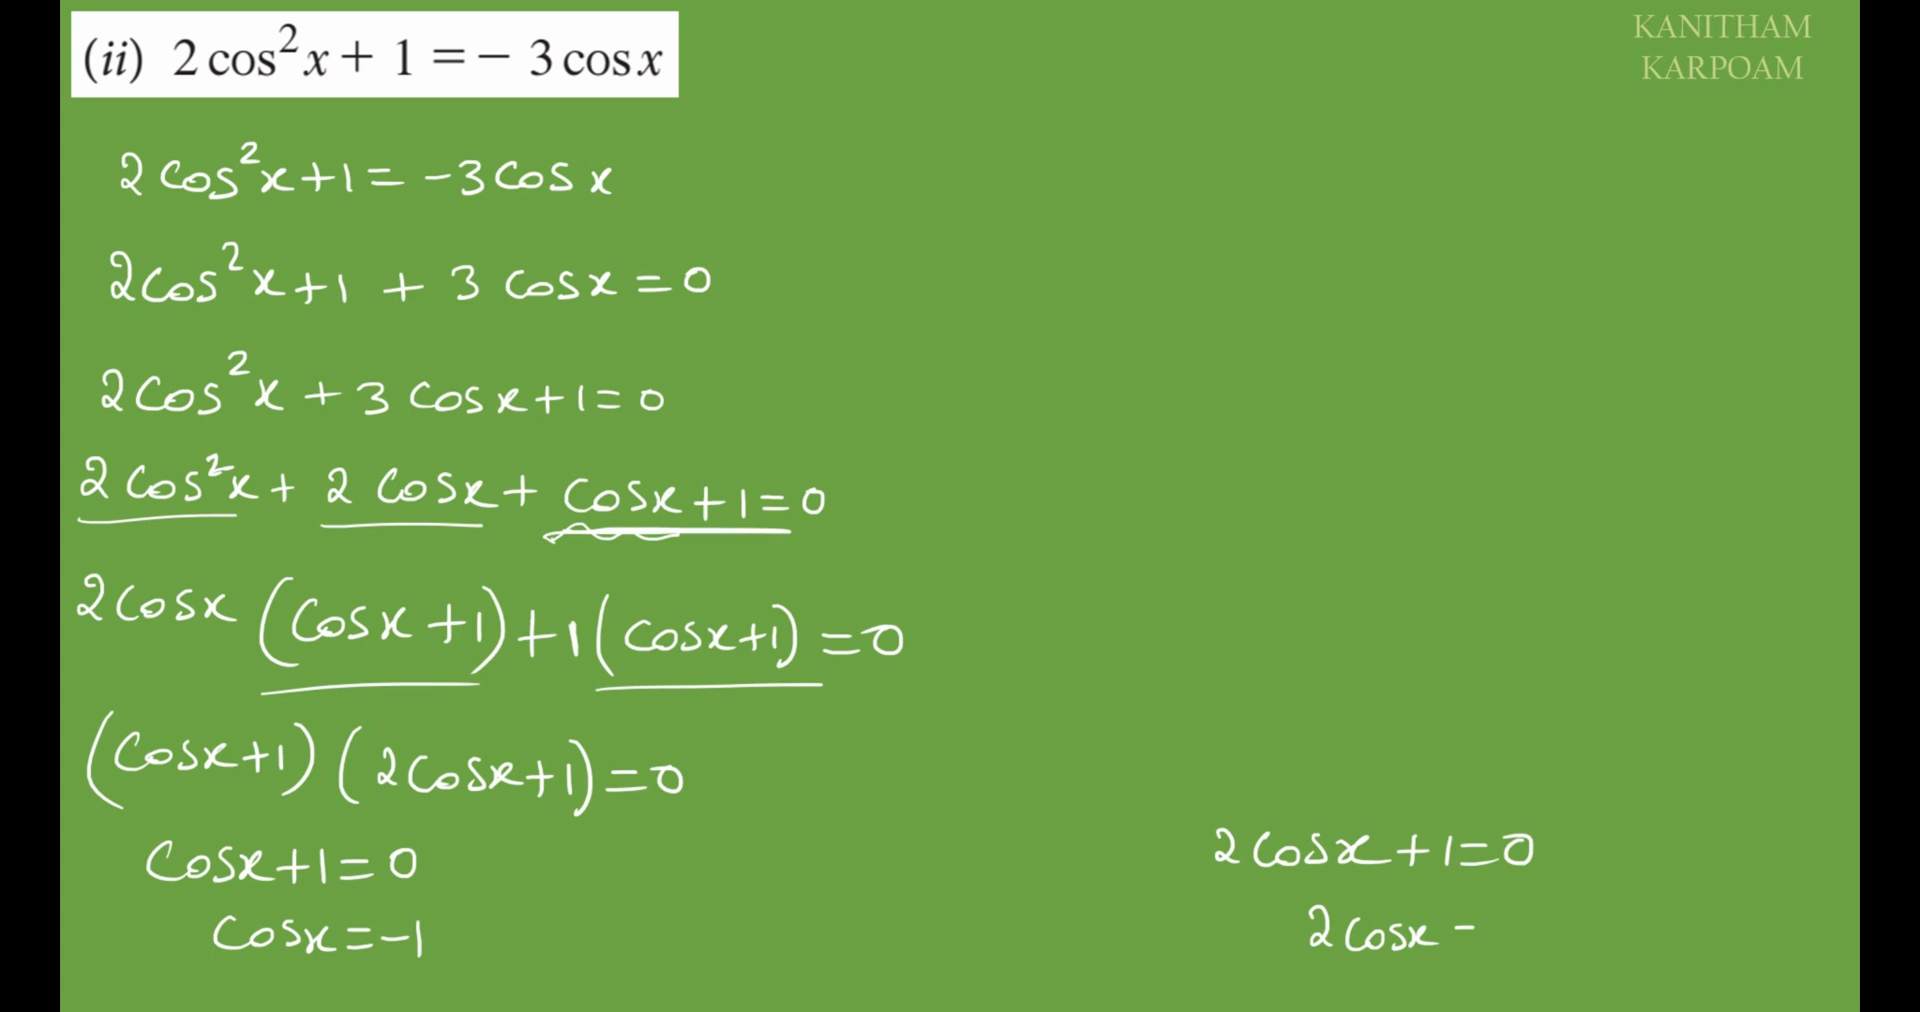 (ii) 2 cos²x + 1 = − 3 cos x
KANITHAM
KARPOAM
2 cos²x + 1 = -3 cos x
2 cos²x + 1 + 3 cos x = 0
2 cos²x + 3 cos x + 1 = 0
2 cos²x + 2 cos x + cos x + 1 = 0
2 cos x (cos x + 1) + 1 (cos x + 1) = 0
(cos x + 1) (2 cos x + 1) = 0
cos x + 1 = 0
2 cos x + 1 = 0
cos x = -1
2 cos x -